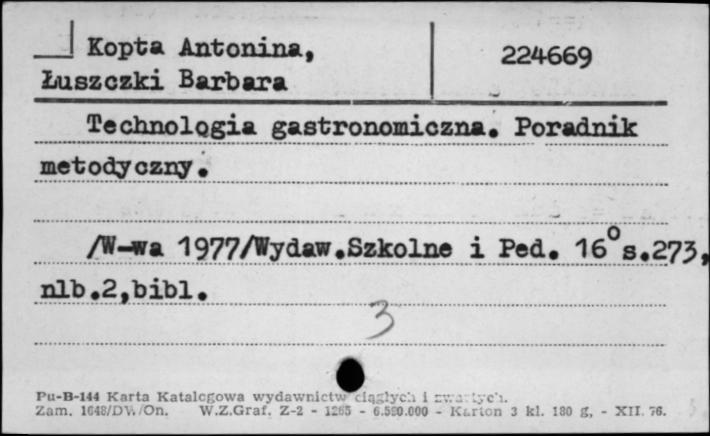 Kopta Antonina,
224669
Łuszczki Barbara
Technologia gastronomiczna. Poradnik
metodyczny.
/W-wa 1977/Wydaw.Szkolne i Ped. 16° s.273,
nlb.2,bibl.
3
Pu-B-144 Karta Katalogowa wydawnictw ciągłych i zwartych.
Zam. 1648/DW/On. W.Z.Graf. Z-2 - 1265 - 6.590.000 - Karton 3 kl. 180 g, - XII. 76.